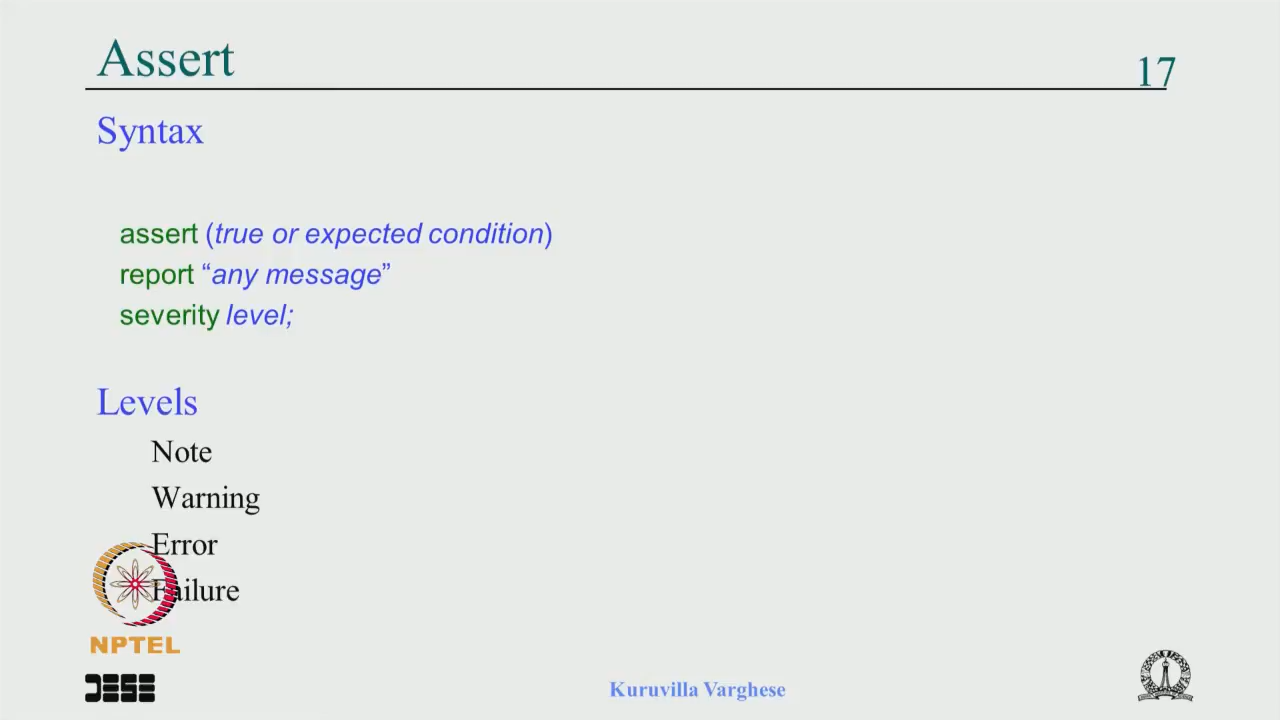 Assert
17
Syntax
assert (true or expected condition)
report “any message”
severity level;
Levels
Note
Warning
Error
Failure
NPTEL
DESE
Kuruvilla Varghese